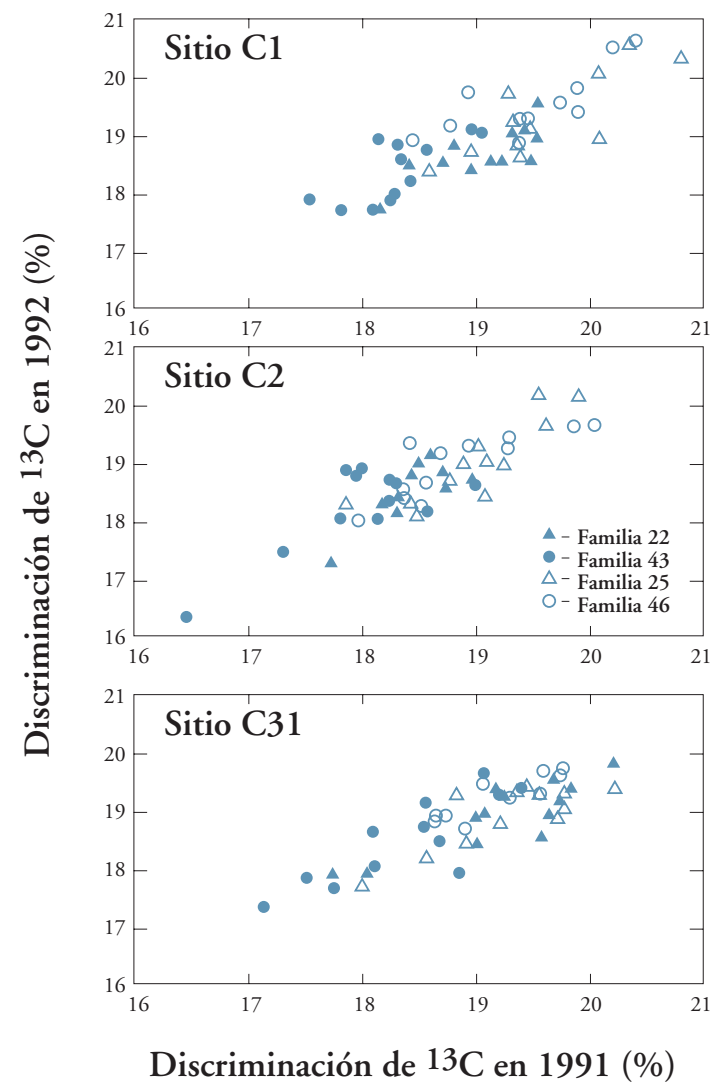 Discriminación de 13C en 1992 (%)
Sitio C1
21
20
19
18
17
16
16 17 18 19 20 21
Sitio C2
21
20
19
18
17
16
▲ - Familia 22
● - Familia 43
△ - Familia 25
○ - Familia 46
16 17 18 19 20 21
Sitio C31
21
20
19
18
17
16
16 17 18 19 20 21
Discriminación de 13C en 1991 (%)